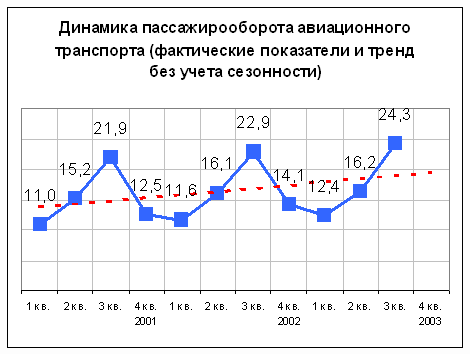 Динамика пассажирооборота авиационного
транспорта (фактические показатели и тренд
без учета сезонности)
11,0
15,2
21,9
12,5
11,6
16,1
22,9
14,1
12,4
16,2
24,3
1 кв. 2 кв. 3 кв. 4 кв. 1 кв. 2 кв. 3 кв. 4 кв. 1 кв. 2 кв. 3 кв. 4 кв.
2001 2002 2003